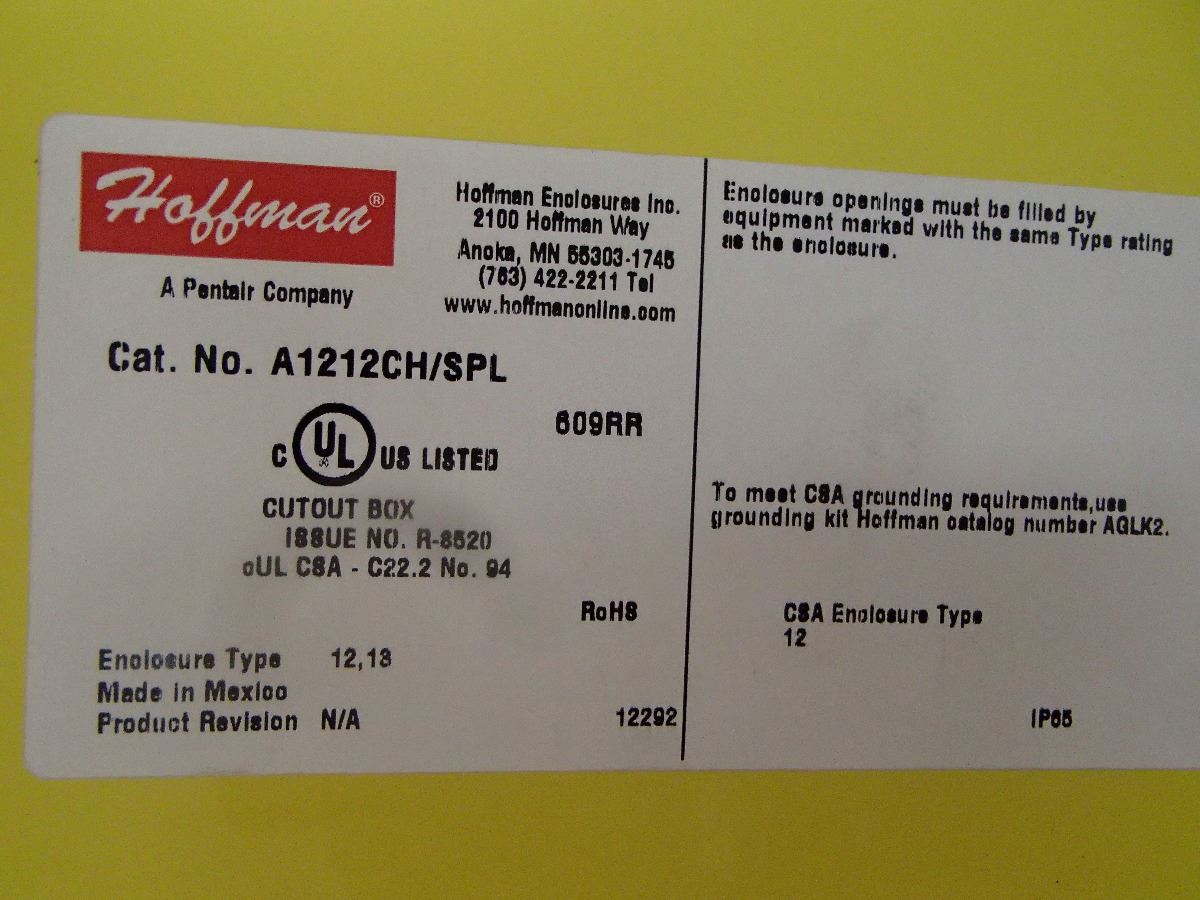 Hoffman®
A Pentair Company
Hoffman Enclosures Inc.
2100 Hoffman Way
Anoka, MN 55303-1745
(763) 422-2211 Tel
www.hoffmanonline.com
Cat. No. A1212CH/SPL
609RR
C UL US LISTED
CUTOUT BOX
ISSUE NO. R-8520
cUL CSA - C22.2 No. 94
RoHS
Enclosure Type 12,13
Made in Mexico
Product Revision N/A
12292
Enclosure openings must be filled by
equipment marked with the same Type rating
as the enclosure.
To meet CSA grounding requirements,use
grounding kit Hoffman catalog number AQLK2.
CSA Enclosure Type
12
IP65